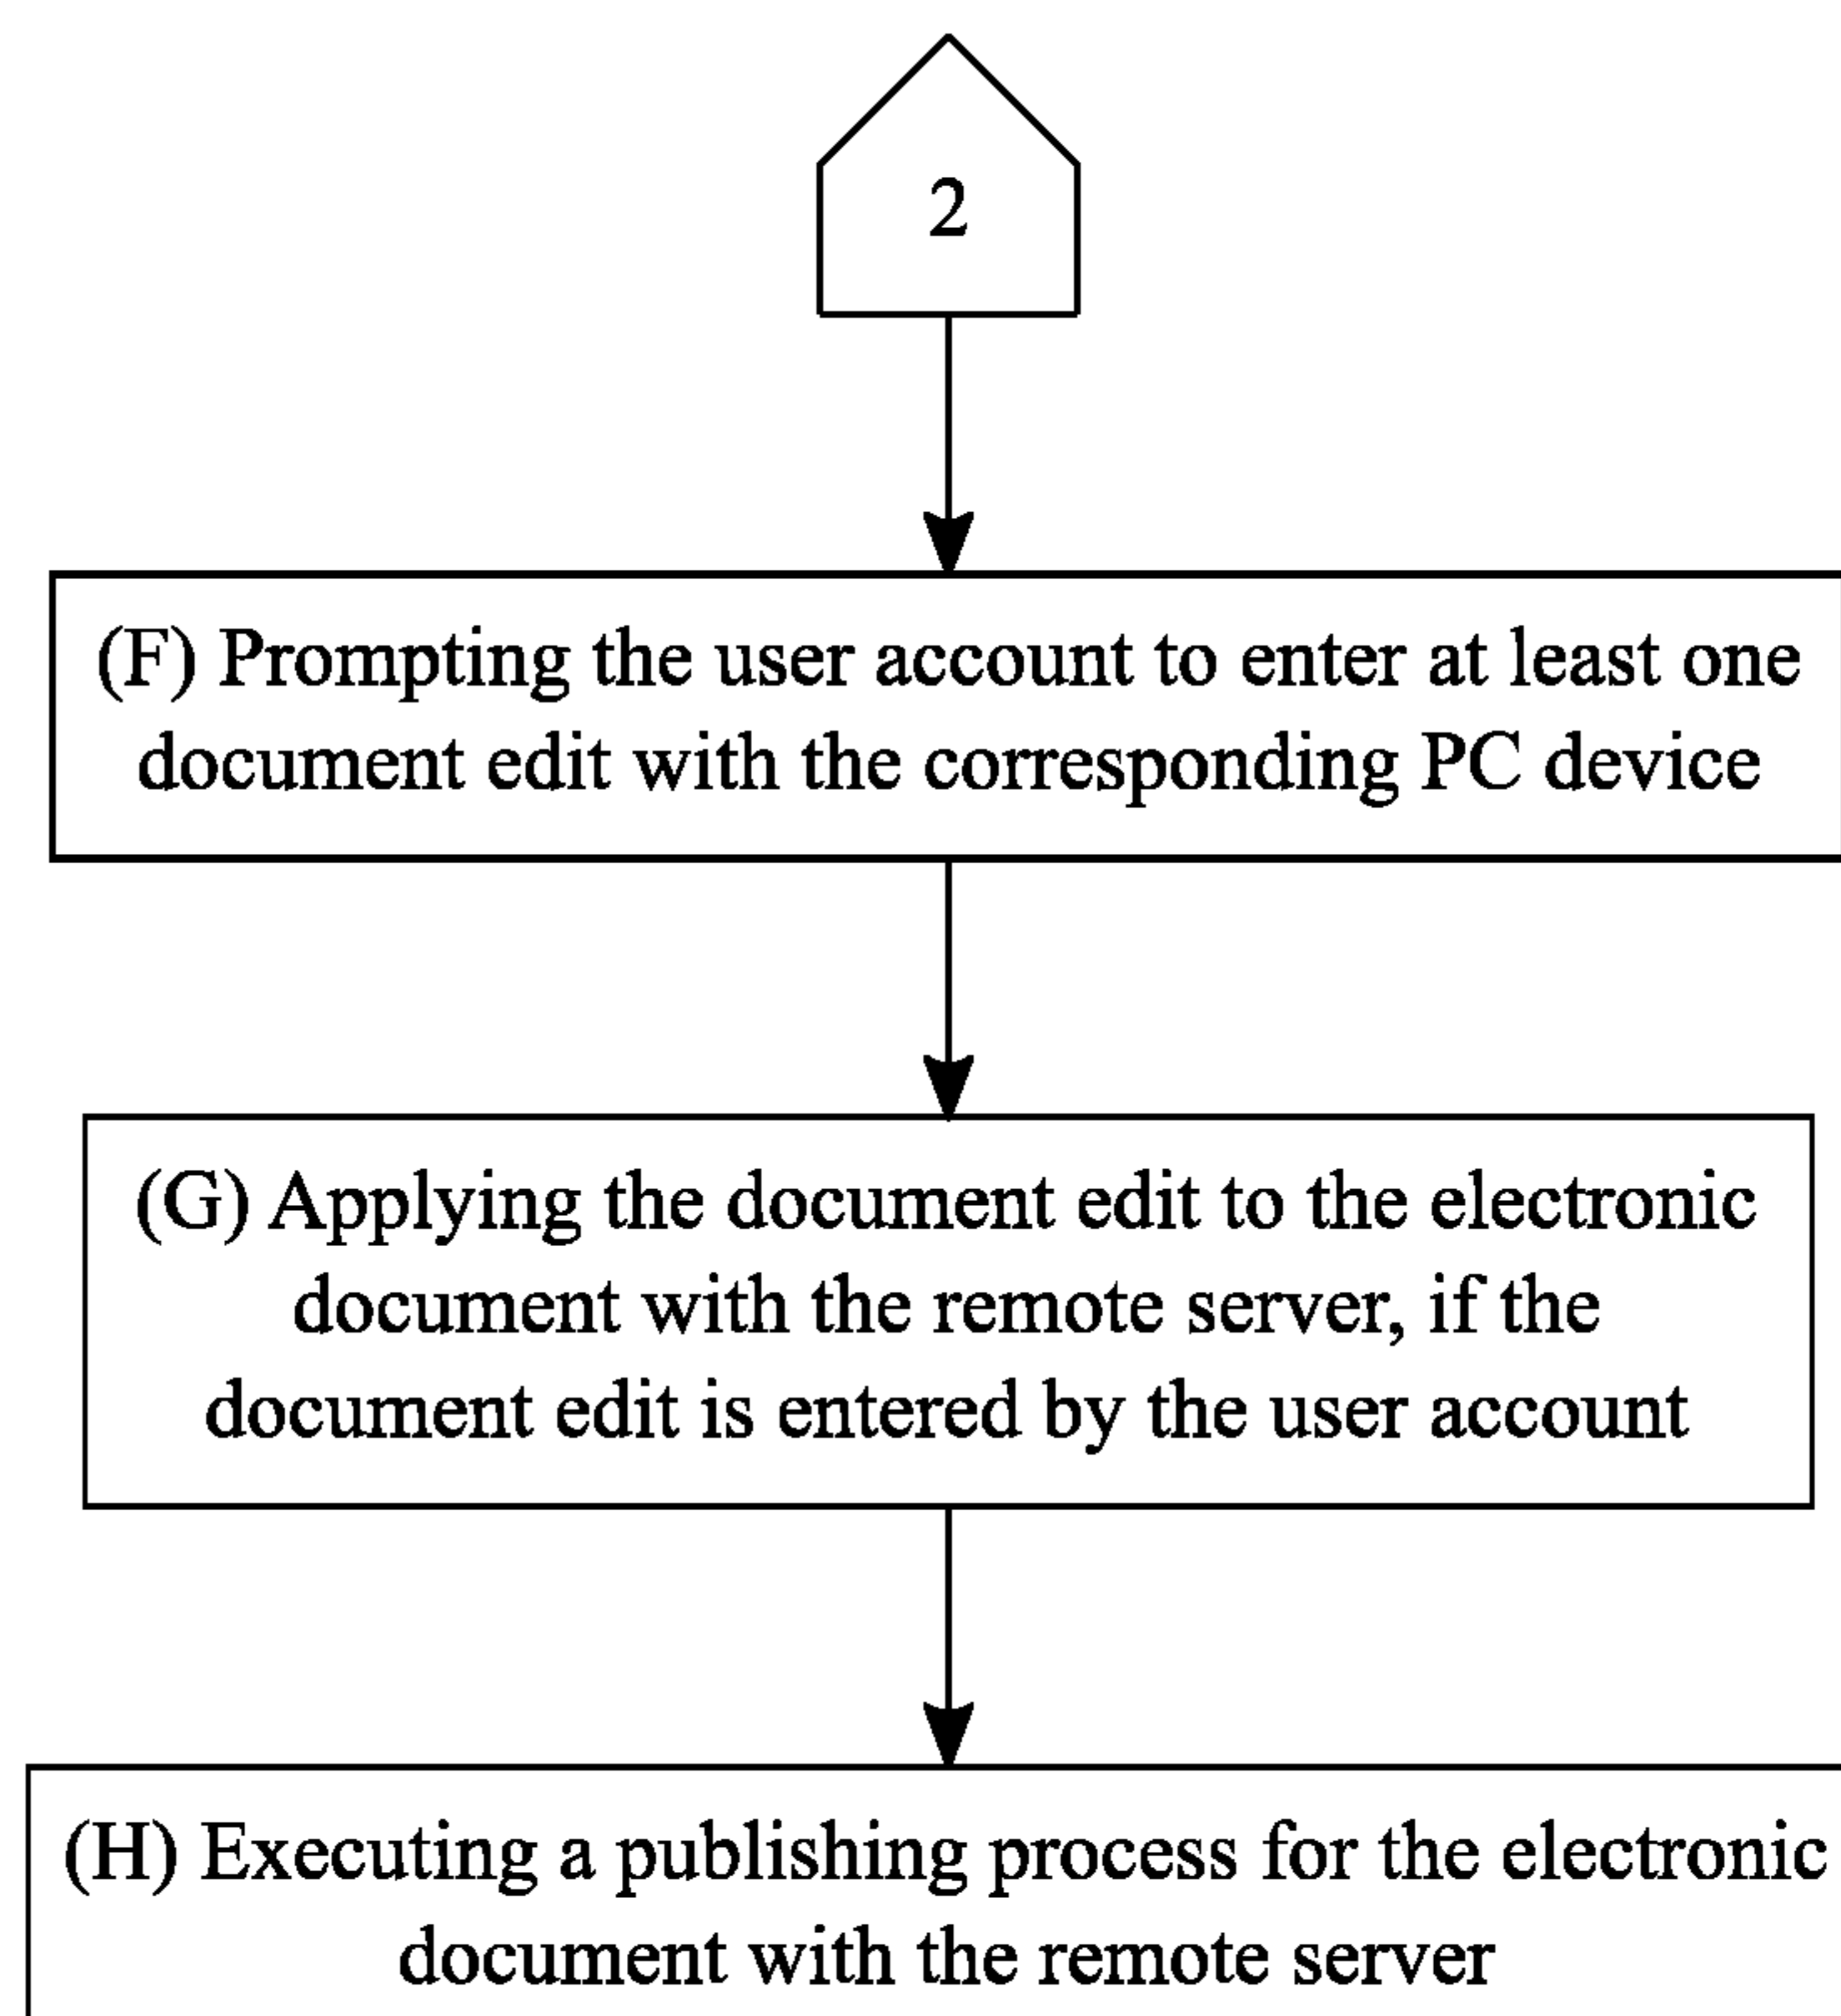 2
(F) Prompting the user account to enter at least one
document edit with the corresponding PC device
(G) Applying the document edit to the electronic
document with the remote server, if the
document edit is entered by the user account
(H) Executing a publishing process for the electronic
document with the remote server